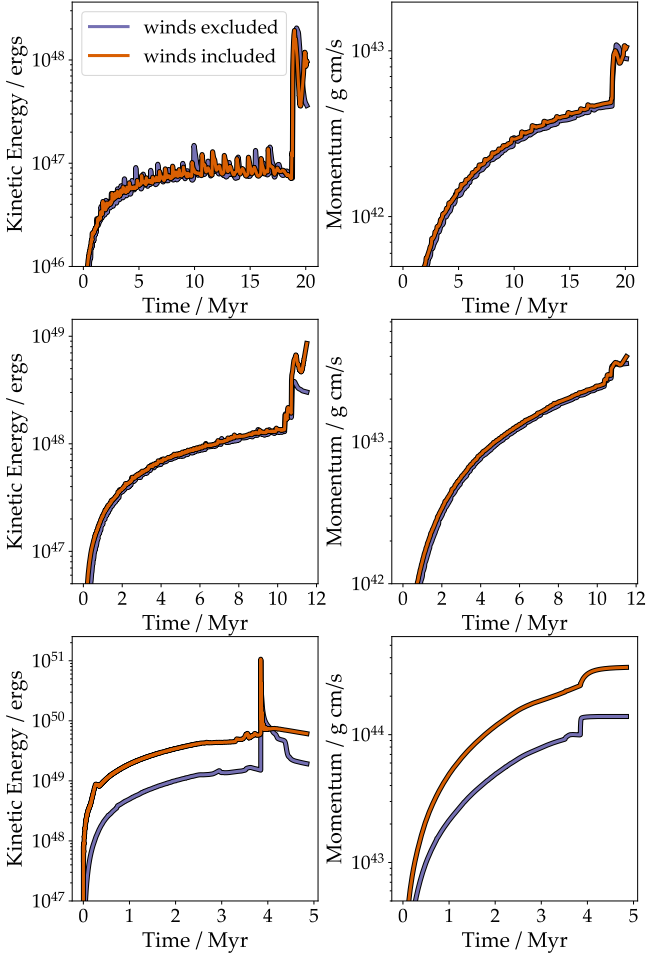 winds excluded
winds included
Kinetic Energy / ergs
10^48
10^47
10^46
0 5 10 15 20
Time / Myr
Momentum / g cm/s
10^43
10^42
0 5 10 15 20
Time / Myr
Kinetic Energy / ergs
10^49
10^48
10^47
0 2 4 6 8 10 12
Time / Myr
Momentum / g cm/s
10^43
10^42
0 2 4 6 8 10 12
Time / Myr
Kinetic Energy / ergs
10^51
10^50
10^49
10^48
10^47
0 1 2 3 4 5
Time / Myr
Momentum / g cm/s
10^44
10^43
0 1 2 3 4 5
Time / Myr